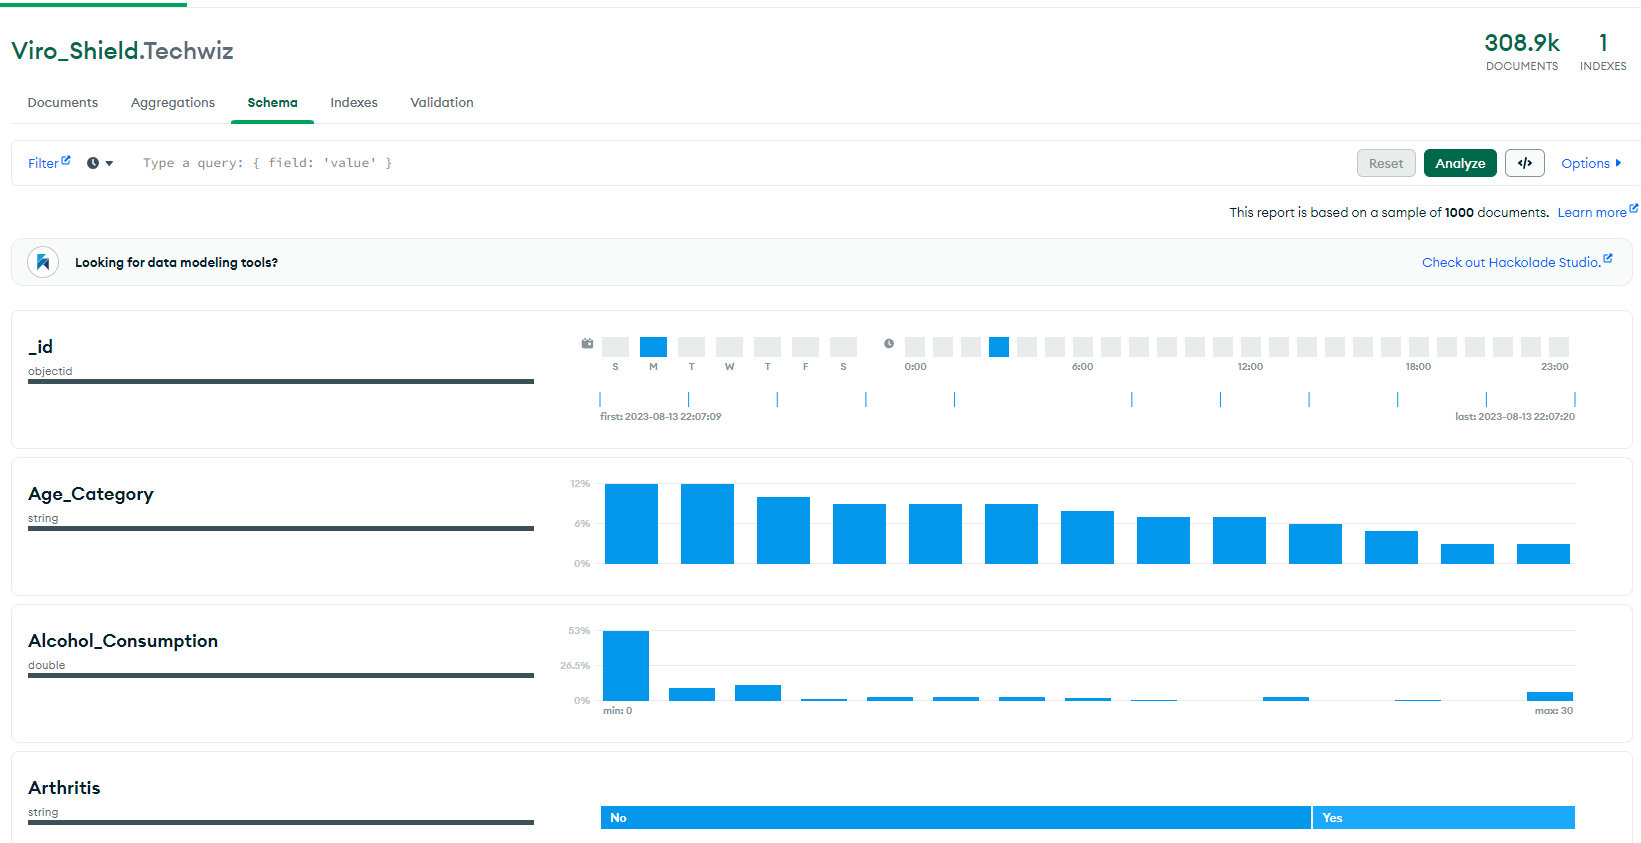 Viro_Shield.Techwiz
308.9k
DOCUMENTS
1
INDEXES
Documents Aggregations Schema Indexes Validation
Filter Type a query: { field: 'value' } Reset Analyze </> Options
This report is based on a sample of 1000 documents. Learn more
Looking for data modeling tools? Check out Hackolade Studio.
_id
objectid
S M T W T F S 0:00 6:00 12:00 18:00 23:00
first: 2023-08-13 22:07:09 last: 2023-08-13 22:07:20
Age_Category
string
12%
6%
0%
Alcohol_Consumption
double
53%
26.5%
0%
min: 0 max: 30
Arthritis
string
No Yes